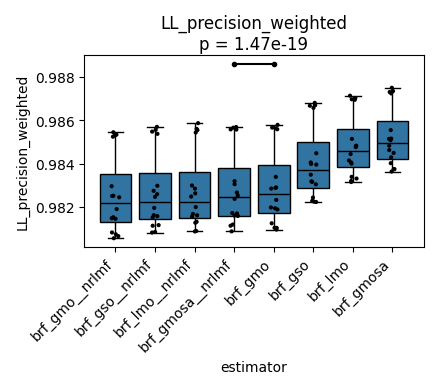 LL_precision_weighted
p = 1.47e-19
LL_precision_weighted
0.988
0.986
0.984
0.982
brf_gmo__nrlmf
brf_gso__nrlmf
brf_lmo__nrlmf
brf_gmosa__nrlmf
brf_gmo
brf_gso
brf_lmo
brf_gmosa
estimator